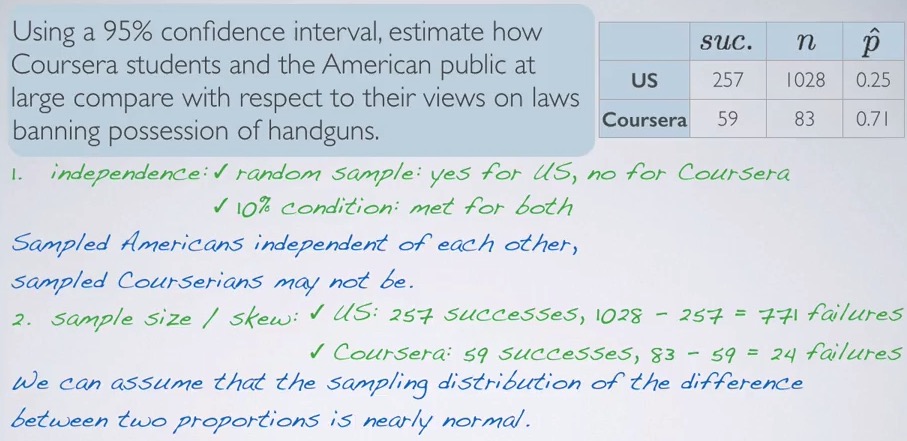 Using a 95% confidence interval, estimate how
Coursera students and the American public at
large compare with respect to their views on laws
banning possession of handguns.
suc. n p̂
US 257 1028 0.25
Coursera 59 83 0.71
1. independence: ✓ random sample: yes for US, no for Coursera
✓ 10% condition: met for both
Sampled Americans independent of each other,
sampled Courserians may not be.
2. sample size / skew: ✓ US: 257 successes, 1028 - 257 = 771 failures
✓ Coursera: 59 successes, 83 - 59 = 24 failures
We can assume that the sampling distribution of the difference
between two proportions is nearly normal.